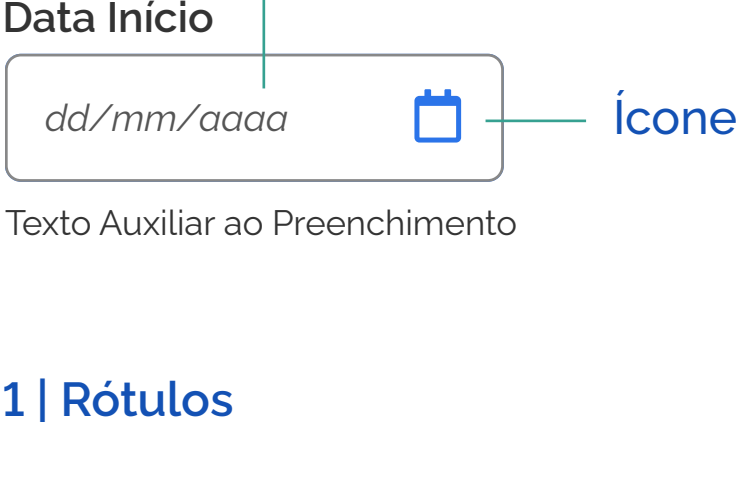 Data Início
dd/mm/aaaa
Ícone
Texto Auxiliar ao Preenchimento
1 | Rótulos